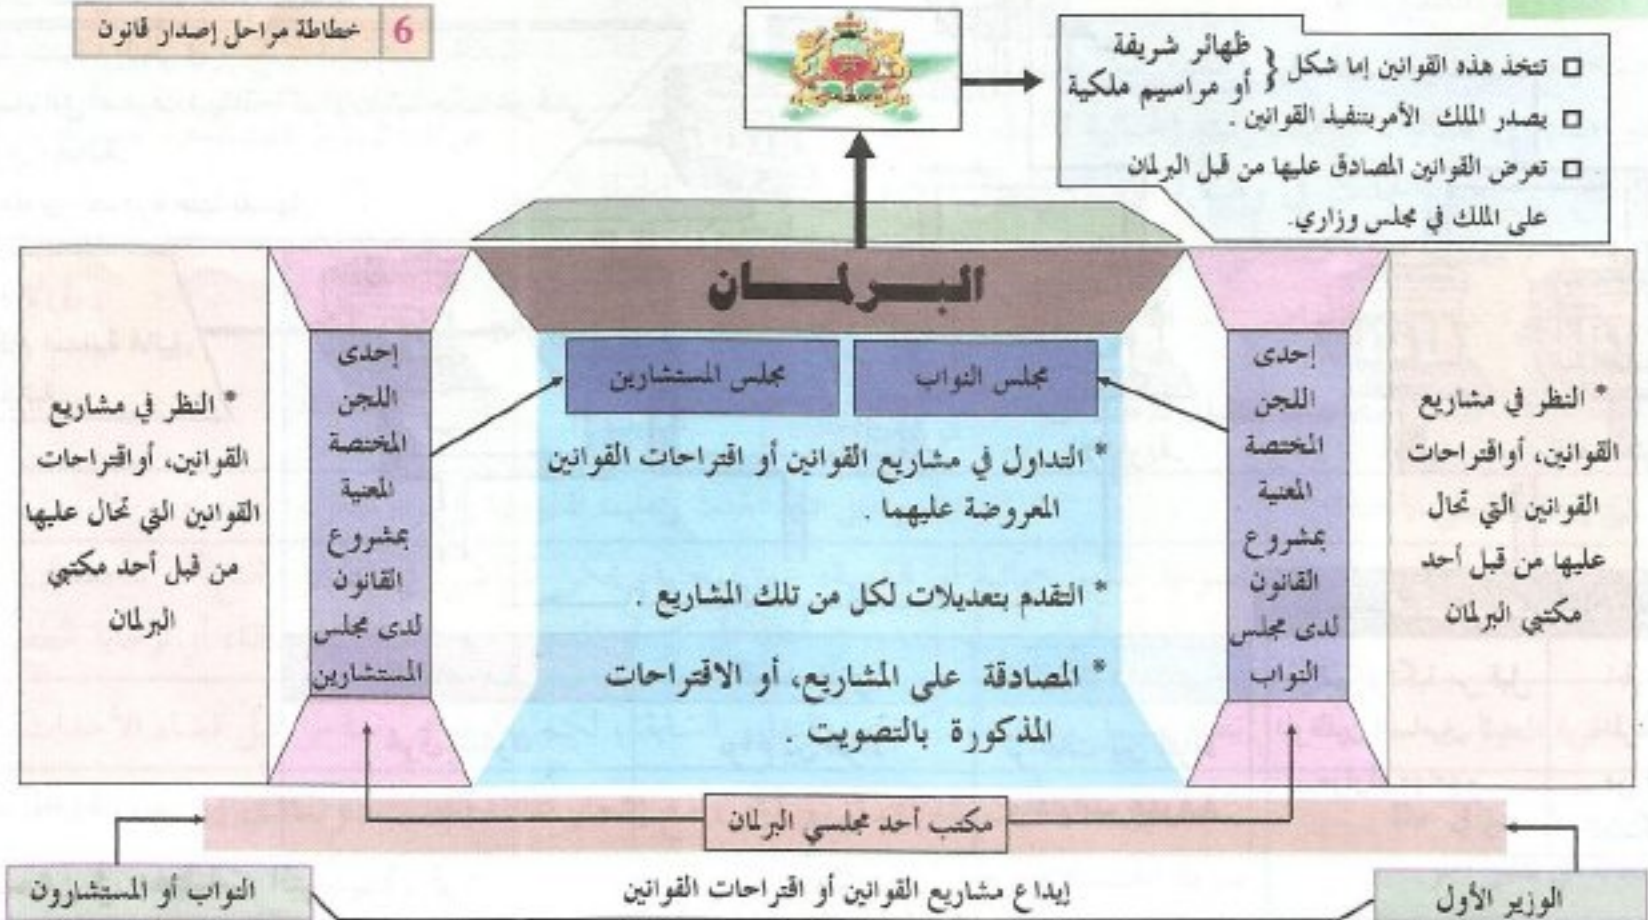 6 خطاطة مراحل إصدار قانون
□ تتخذ هذه القوانين إما شكل { ظهائر شريفة
أو مراسيم ملكية
□ يصدر الملك الأمر بتنفيذ القوانين .
□ تعرض القوانين المصادق عليها من قبل البرلمان
على الملك في مجلس وزاري.
البرلمان
* النظر في مشاريع
القوانين، أو اقتراحات
القوانين التي تحال
عليها من قبل أحد
مكتبي البرلمان
إحدى
اللجن
المختصة
المعنية
بمشروع
القانون
لدى مجلس
النواب
مجلس النواب
مجلس المستشارين
* التداول في مشاريع القوانين أو اقتراحات القوانين
المعروضة عليهما .
* التقدم بتعديلات لكل من تلك المشاريع .
* المصادقة على المشاريع، أو الاقتراحات
المذكورة بالتصويت .
إحدى
اللجن
المختصة
المعنية
بمشروع
القانون
لدى مجلس
المستشارين
* النظر في مشاريع
القوانين، أو اقتراحات
القوانين التي تحال عليها
من قبل أحد مكتبي
البرلمان
مكتب أحد مجلسي البرلمان
الوزير الأول
إيداع مشاريع القوانين أو اقتراحات القوانين
النواب أو المستشارون